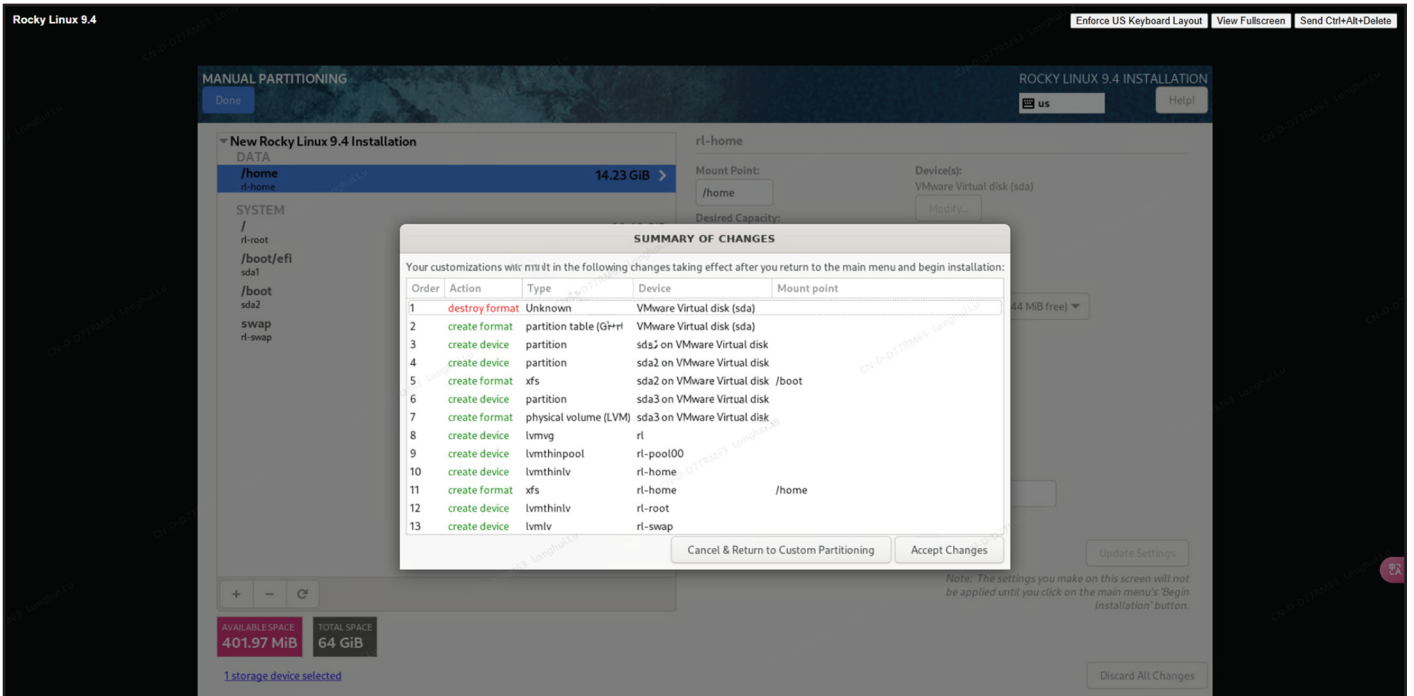 Rocky Linux 9.4
Enforce US Keyboard Layout View Fullscreen Send Ctrl+Alt+Delete
MANUAL PARTITIONING
ROCKY LINUX 9.4 INSTALLATION
Done
us
Help!
New Rocky Linux 9.4 Installation
DATA
/home
14.23 GiB
rl-home
SYSTEM
/
rl-root
/boot/efi
sda1
/boot
sda2
swap
rl-swap
rl-home
Mount Point:
Device(s):
/home
VMware Virtual disk (sda)
Modify...
Desired Capacity:
44 MiB free)
SUMMARY OF CHANGES
Your customizations in the following changes taking effect after you return to the main menu and begin installation:
Order Action Type Device Mount point
1 destroy format Unknown VMware Virtual disk (sda)
2 create format partition table VMware Virtual disk (sda)
3 create device partition on VMware Virtual disk
4 create device partition sda2 on VMware Virtual disk
5 create format xfs sda2 on VMware Virtual disk /boot
6 create device partition sda3 on VMware Virtual disk
7 create format physical volume (LVM) sda3 on VMware Virtual disk
8 create device lvmvg rl
9 create device lvmthinpool rl-pool00
10 create device lvmthinlv rl-home
11 create format xfs rl-home /home
12 create device lvmthinlv rl-root
13 create device lvmlv rl-swap
Cancel & Return to Custom Partitioning Accept Changes
Update Settings
Note: The settings you make on this screen will not
be applied until you click on the main menu's 'Begin
Installation' button.
+ −
AVAILABLE SPACE
401.97 MiB
TOTAL SPACE
64 GiB
1 storage device selected
Discard All Changes